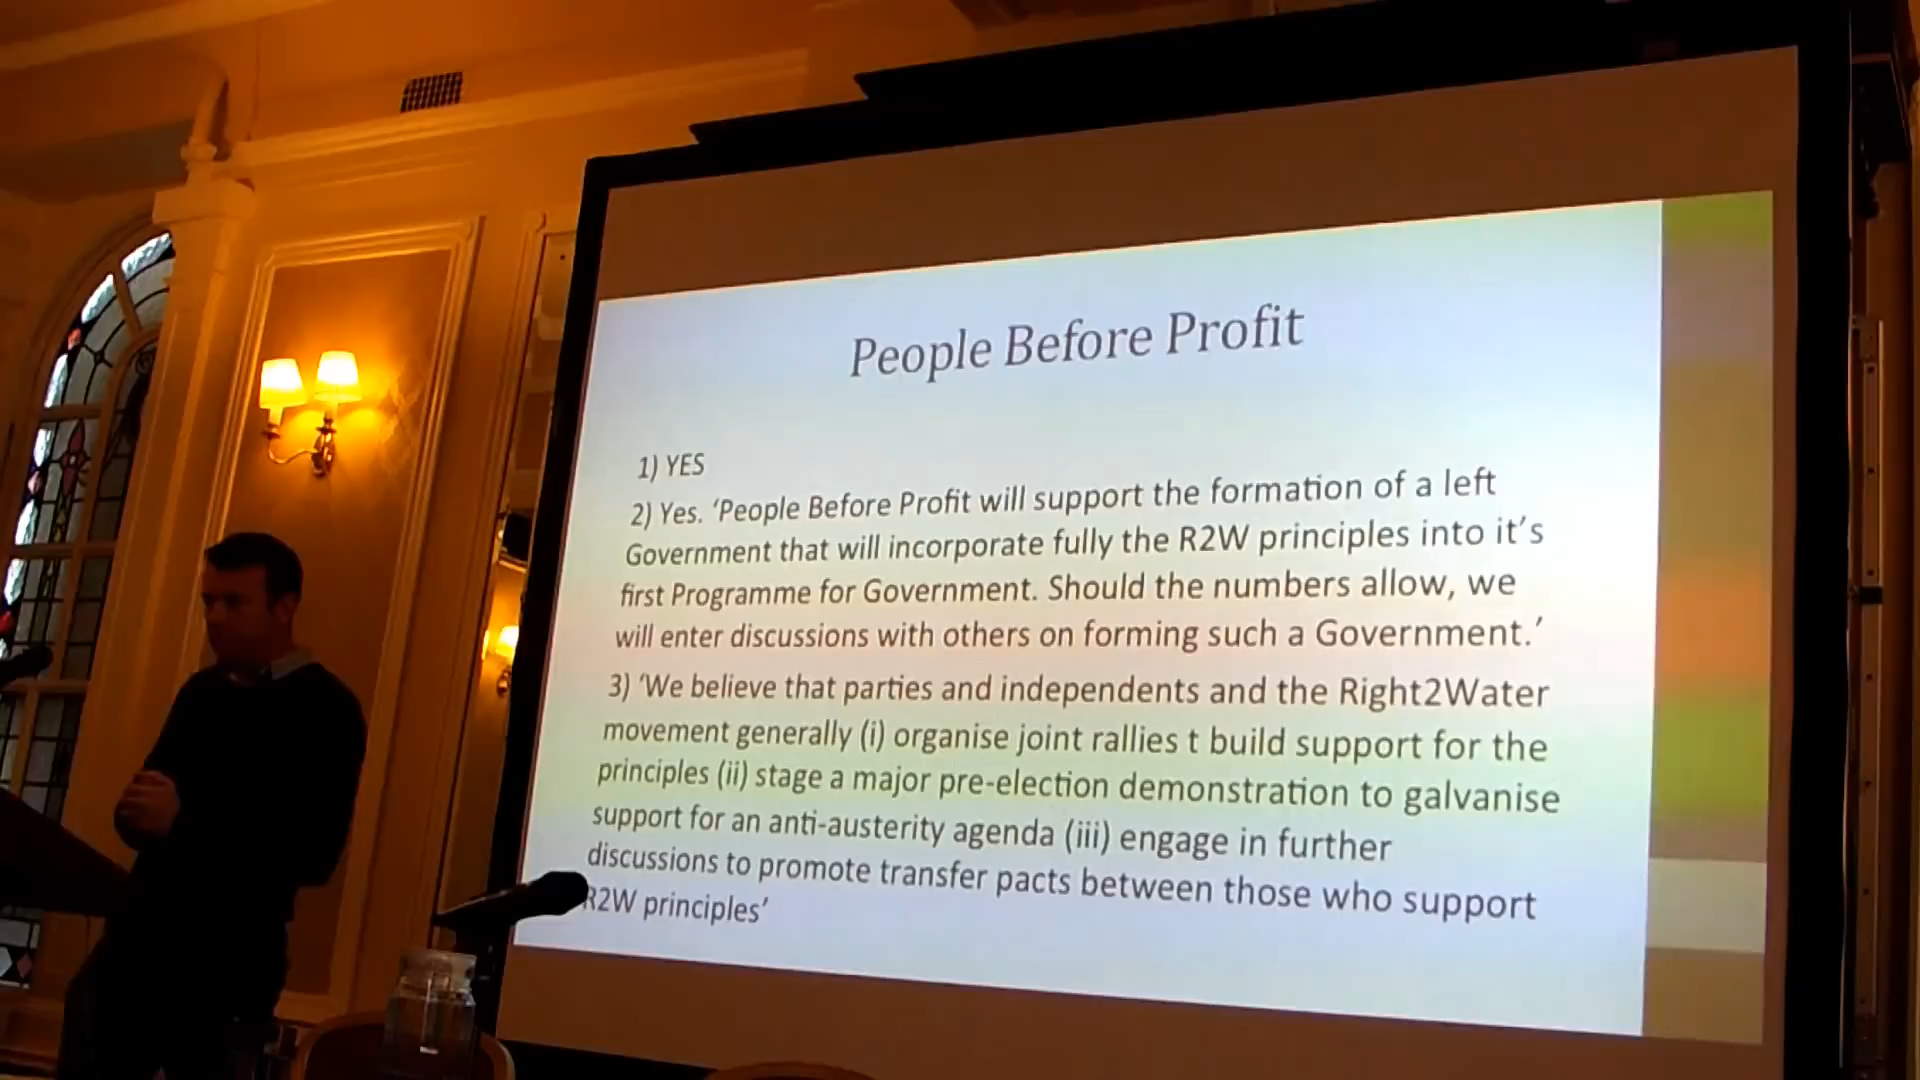 People Before Profit
1) YES
2) Yes. ‘People Before Profit will support the formation of a left
Government that will incorporate fully the R2W principles into it’s
first Programme for Government. Should the numbers allow, we
will enter discussions with others on forming such a Government.’
3) ‘We believe that parties and independents and the Right2Water
movement generally (i) organise joint rallies t build support for the
principles (ii) stage a major pre-election demonstration to galvanise
support for an anti-austerity agenda (iii) engage in further
discussions to promote transfer pacts between those who support
R2W principles’